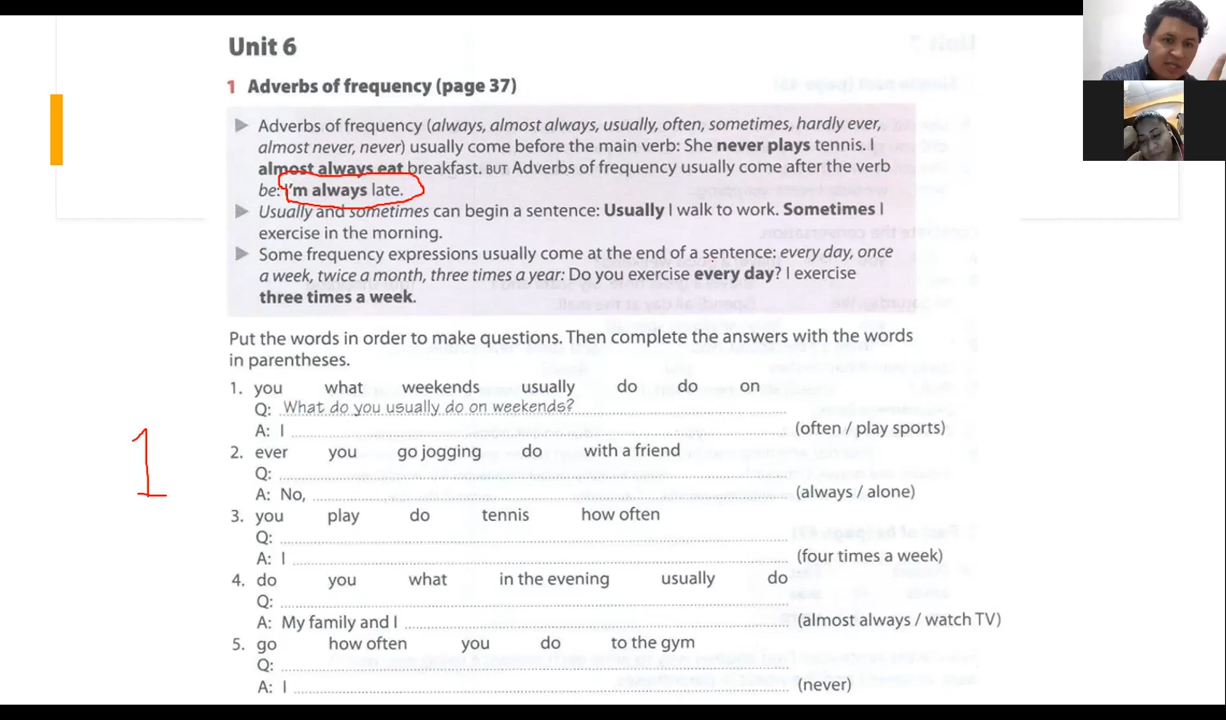 Unit 6
1 Adverbs of frequency (page 37)
▶ Adverbs of frequency (always, almost always, usually, often, sometimes, hardly ever,
almost never, never) usually come before the main verb: She never plays tennis. I
almost always eat breakfast. BUT Adverbs of frequency usually come after the verb
be: I'm always late.
▶ Usually and sometimes can begin a sentence: Usually I walk to work. Sometimes I
exercise in the morning.
▶ Some frequency expressions usually come at the end of a sentence: every day, once
a week, twice a month, three times a year: Do you exercise every day? I exercise
three times a week.
Put the words in order to make questions. Then complete the answers with the words
in parentheses.
1. you what weekends usually do do on
Q: What do you usually do on weekends?
A: I (often / play sports)
2. ever you go jogging do with a friend
Q:
A: No, (always / alone)
1
3. you play do tennis how often
Q:
A: I (four times a week)
4. do you what in the evening usually do
Q:
A: My family and I (almost always / watch TV)
5. go how often you do to the gym
Q:
A: I (never)